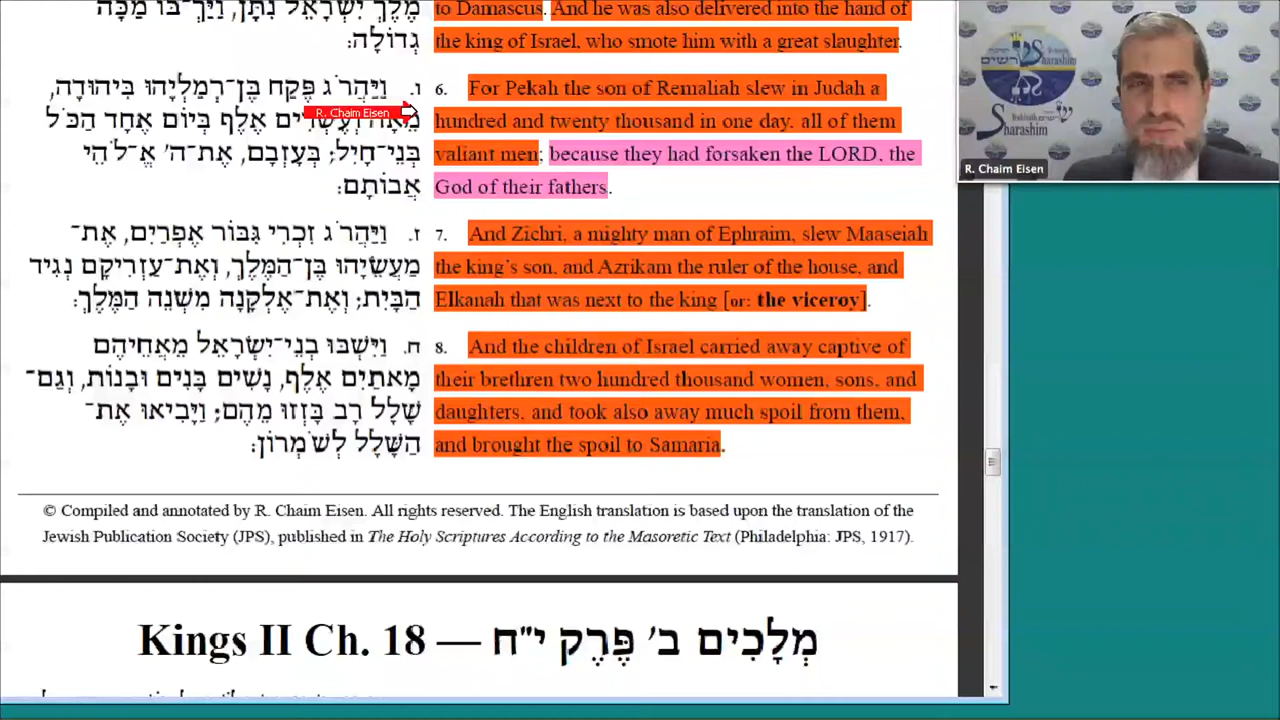 מֶלֶךְ יִשְׂרָאֵל נִתָּן, וַיַּךְ־בּוֹ מַכָּה
גְדוֹלָה:
ו. וַיַּהֲרֹג פֶּקַח בֶּן־רְמַלְיָהוּ בִּיהוּדָה,
מֵאָה וְעֶשְׂרִים אֶלֶף בְּיוֹם אֶחָד הַכֹּל
בְּנֵי־חָיִל; בְּעָזְבָם, אֶת־ה' אֱ־לֹהֵי
אֲבוֹתָם:
ז. וַיַּהֲרֹג זִכְרִי גִּבּוֹר אֶפְרַיִם, אֶת־
מַעֲשֵׂיָהוּ בֶּן־הַמֶּלֶךְ, וְאֶת־עַזְרִיקָם נְגִיד
הַבָּיִת; וְאֶת־אֶלְקָנָה מִשְׁנֵה הַמֶּלֶךְ:
ח. וַיִּשְׁבּוּ בְנֵי־יִשְׂרָאֵל מֵאֲחֵיהֶם
מָאתַיִם אֶלֶף, נָשִׁים בָּנִים וּבָנוֹת, וְגַם־
שָׁלָל רָב בָּזְזוּ מֵהֶם; וַיָּבִיאוּ אֶת־
הַשָּׁלָל לְשֹׁמְרוֹן:
R. Chaim Eisen
to Damascus. And he was also delivered into the hand of
the king of Israel, who smote him with a great slaughter.
6. For Pekah the son of Remaliah slew in Judah a
hundred and twenty thousand in one day, all of them
valiant men; because they had forsaken the LORD, the
God of their fathers.
7. And Zichri, a mighty man of Ephraim, slew Maaseiah
the king's son, and Azrikam the ruler of the house, and
Elkanah that was next to the king [or: the viceroy].
8. And the children of Israel carried away captive of
their brethren two hundred thousand women, sons, and
daughters, and took also away much spoil from them,
and brought the spoil to Samaria.
© Compiled and annotated by R. Chaim Eisen. All rights reserved. The English translation is based upon the translation of the
Jewish Publication Society (JPS), published in The Holy Scriptures According to the Masoretic Text (Philadelphia: JPS, 1917).
Kings II Ch. 18 — מְלָכִים ב' פֶּרֶק י"ח
R. Chaim Eisen
Sharashim